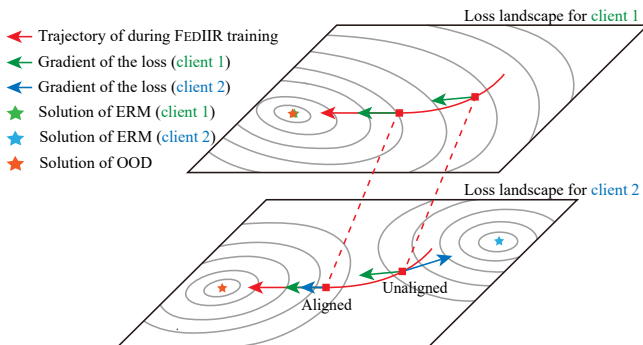 Loss landscape for client 1
Trajectory of during FEDIIR training
Gradient of the loss (client 1)
Gradient of the loss (client 2)
Solution of ERM (client 1)
Solution of ERM (client 2)
Solution of OOD
Loss landscape for client 2
Unaligned
Aligned